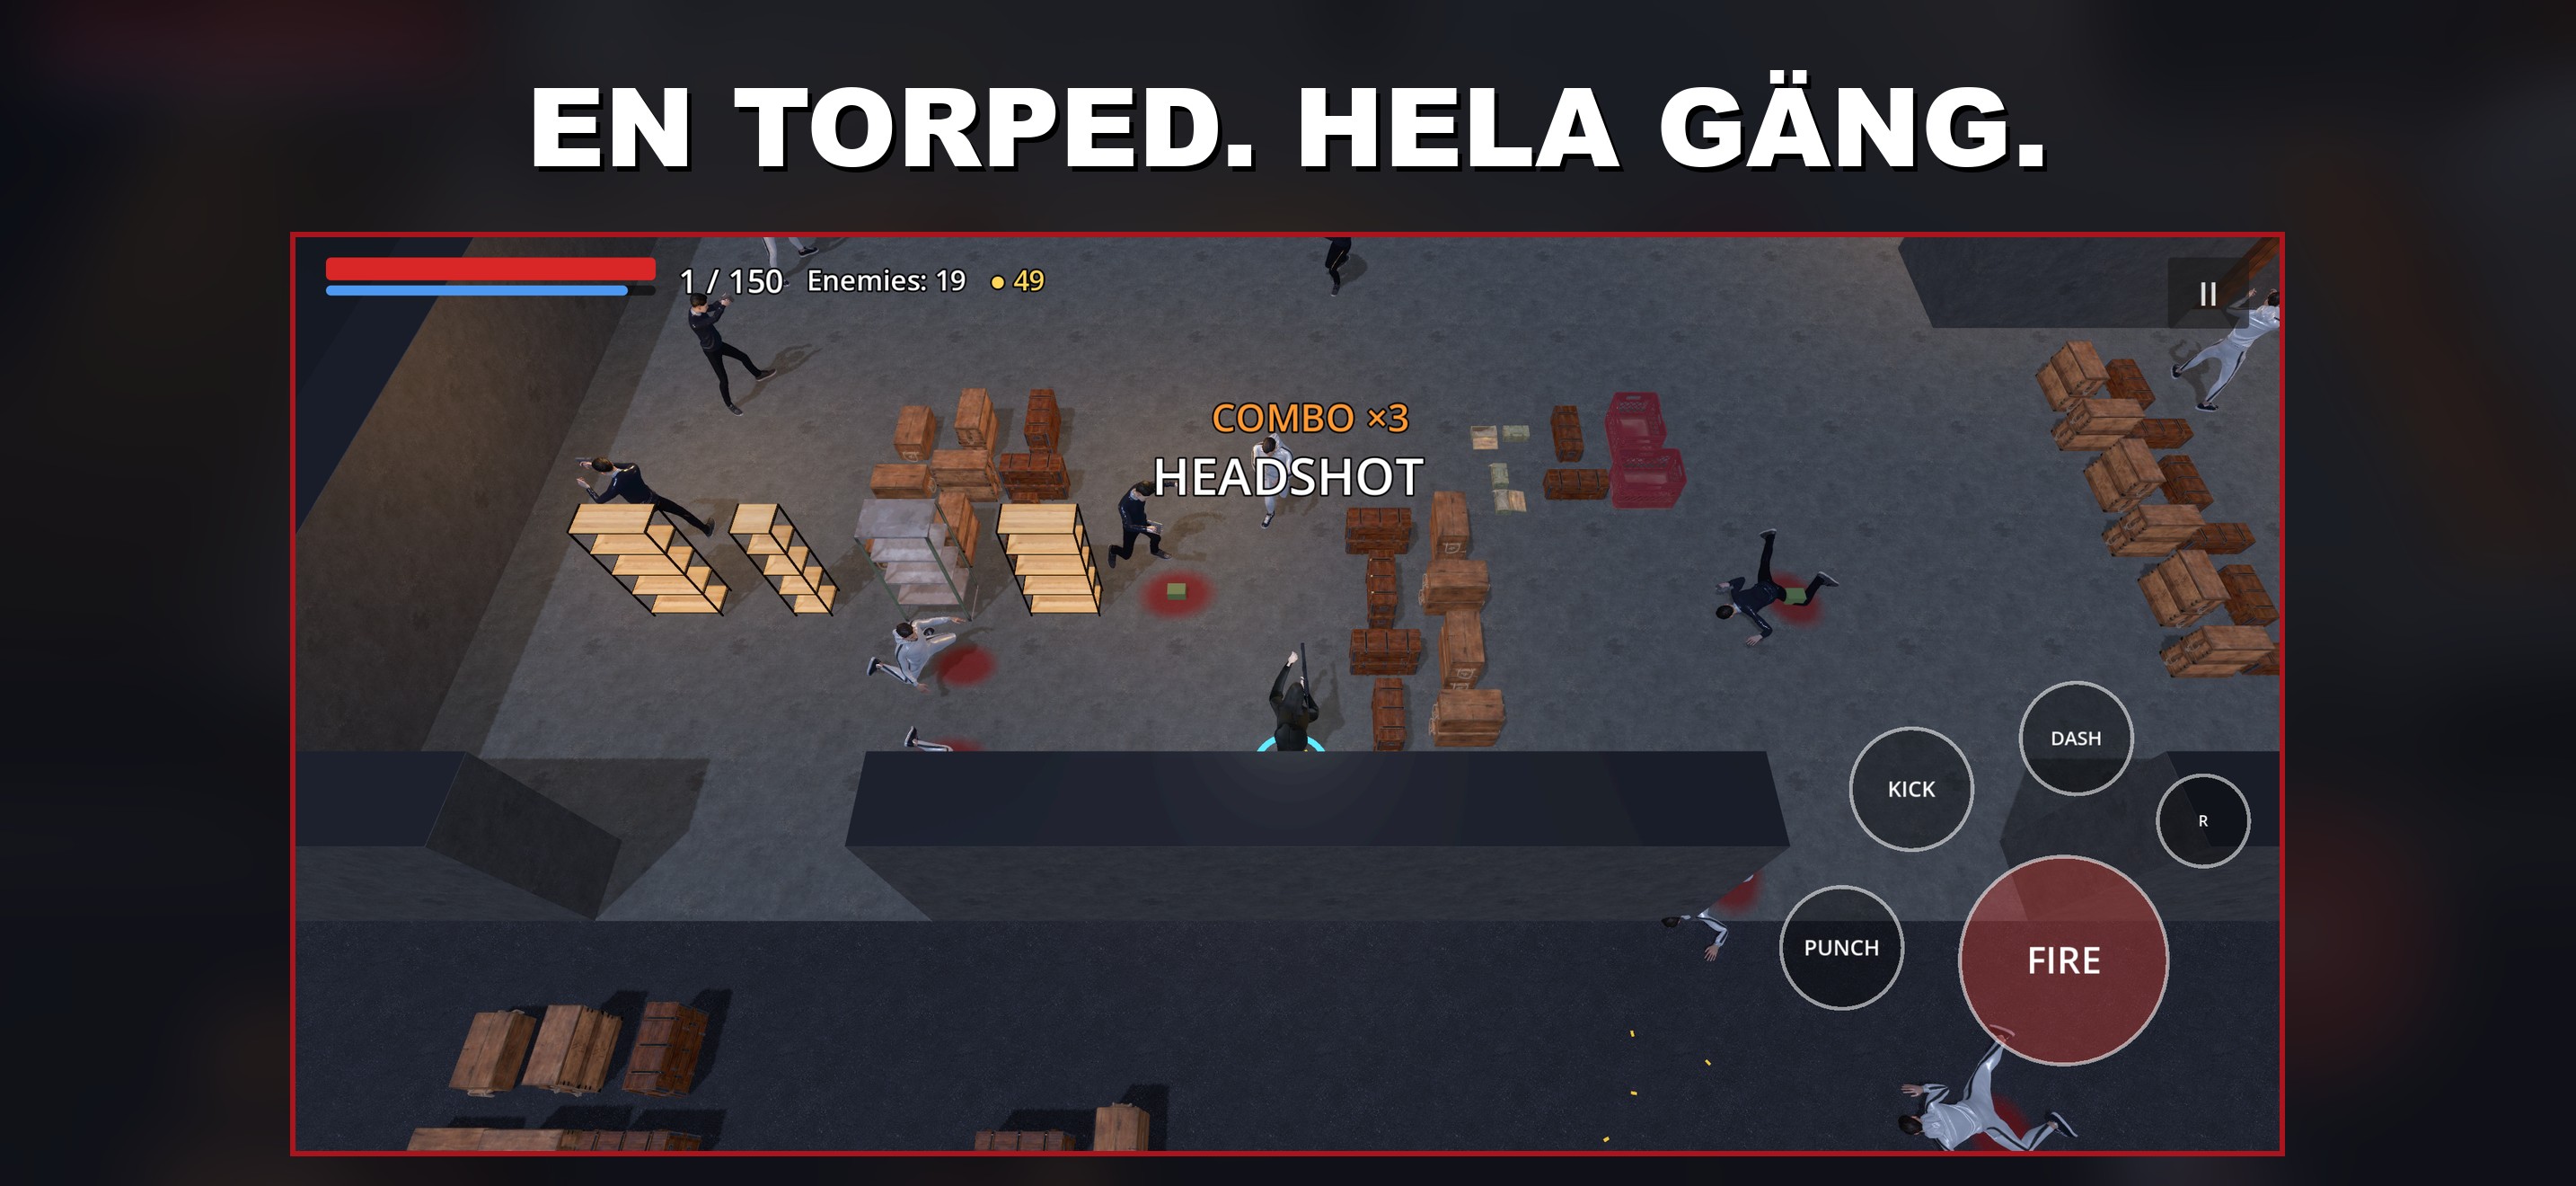 EN TORPED. HELA GÄNG.
1 / 150 Enemies: 19 49
COMBO ×3
HEADSHOT
DASH
KICK
R
PUNCH
FIRE